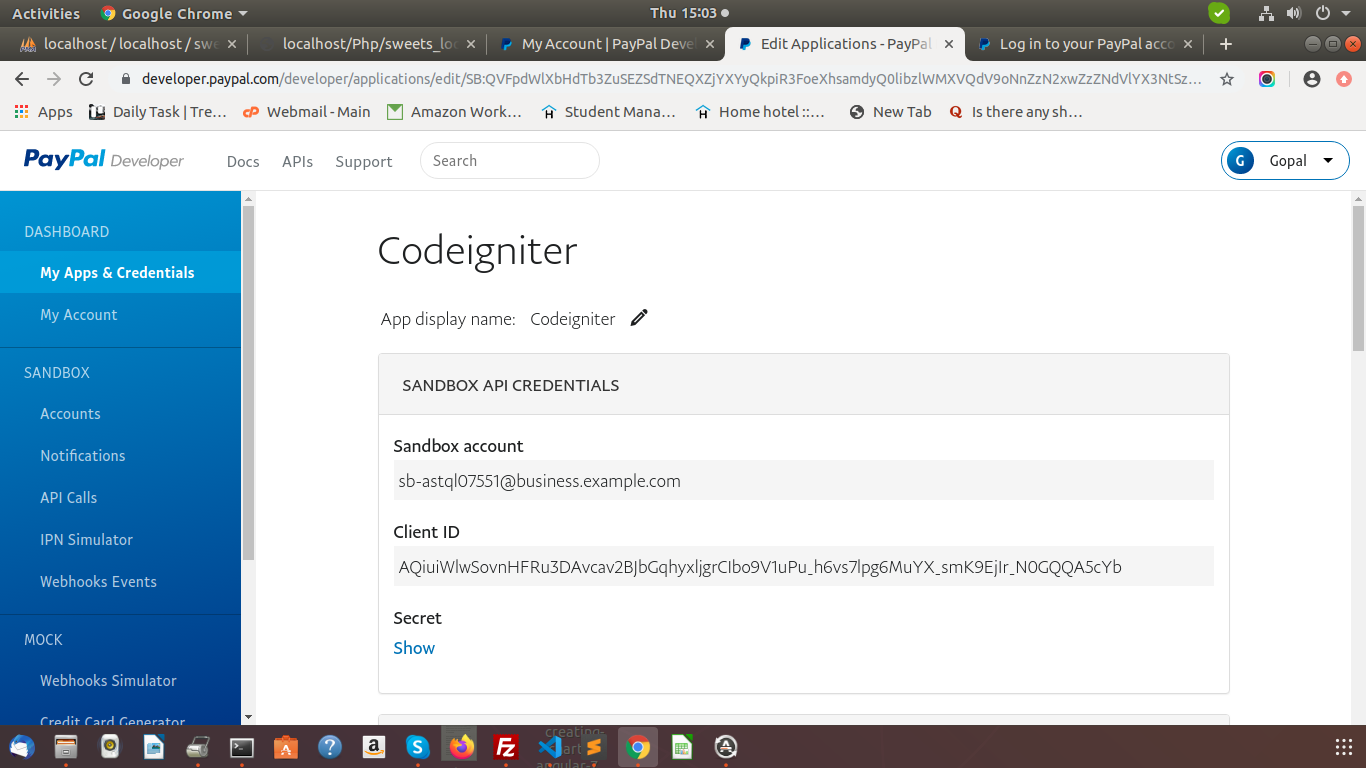 Activities Google Chrome Thu 15:03
localhost / localhost / swe localhost/Php/sweets_loc My Account | PayPal Deve Edit Applications - PayPal Log in to your PayPal acco
developer.paypal.com/developer/applications/edit/SB:QVFpdWlXbHdTb3ZuSEZSdTNEQXZjYXYyQkpiR3FoeXhsamdyQ0libzlWMXVQdV9oNnZzN2xwZzZNdVlYX3NtSz...
Apps Daily Task | Tre... Webmail - Main Amazon Work... Student Mana... Home hotel ::... New Tab Is there any sh...
PayPal Developer Docs APIs Support Search G Gopal
DASHBOARD
My Apps & Credentials
My Account
SANDBOX
Accounts
Notifications
API Calls
IPN Simulator
Webhooks Events
MOCK
Webhooks Simulator
Credit Card Generator
Codeigniter
App display name: Codeigniter
SANDBOX API CREDENTIALS
Sandbox account
sb-astql07551@business.example.com
Client ID
AQiuiWlwSovnHFRu3DAvcav2BJbGqhyxljgrCIbo9V1uPu_h6vs7lpg6MuYX_smK9EjIr_N0GQQA5cYb
Secret
Show
creating-
angular-7